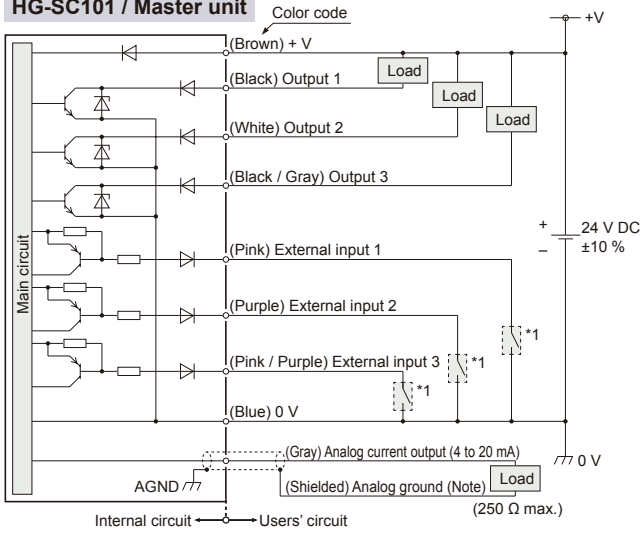 HG-SC101 / Master unit
Color code
+V
(Brown) + V
(Black) Output 1
Load
Load
(White) Output 2
Load
(Black / Gray) Output 3
+
24 V DC
–
±10 %
Main circuit
(Pink) External input 1
(Purple) External input 2
*1
(Pink / Purple) External input 3
*1
*1
(Blue) 0 V
(Gray) Analog current output (4 to 20 mA)
0 V
AGND
(Shielded) Analog ground (Note)
Load
(250 Ω max.)
Internal circuit
Users' circuit